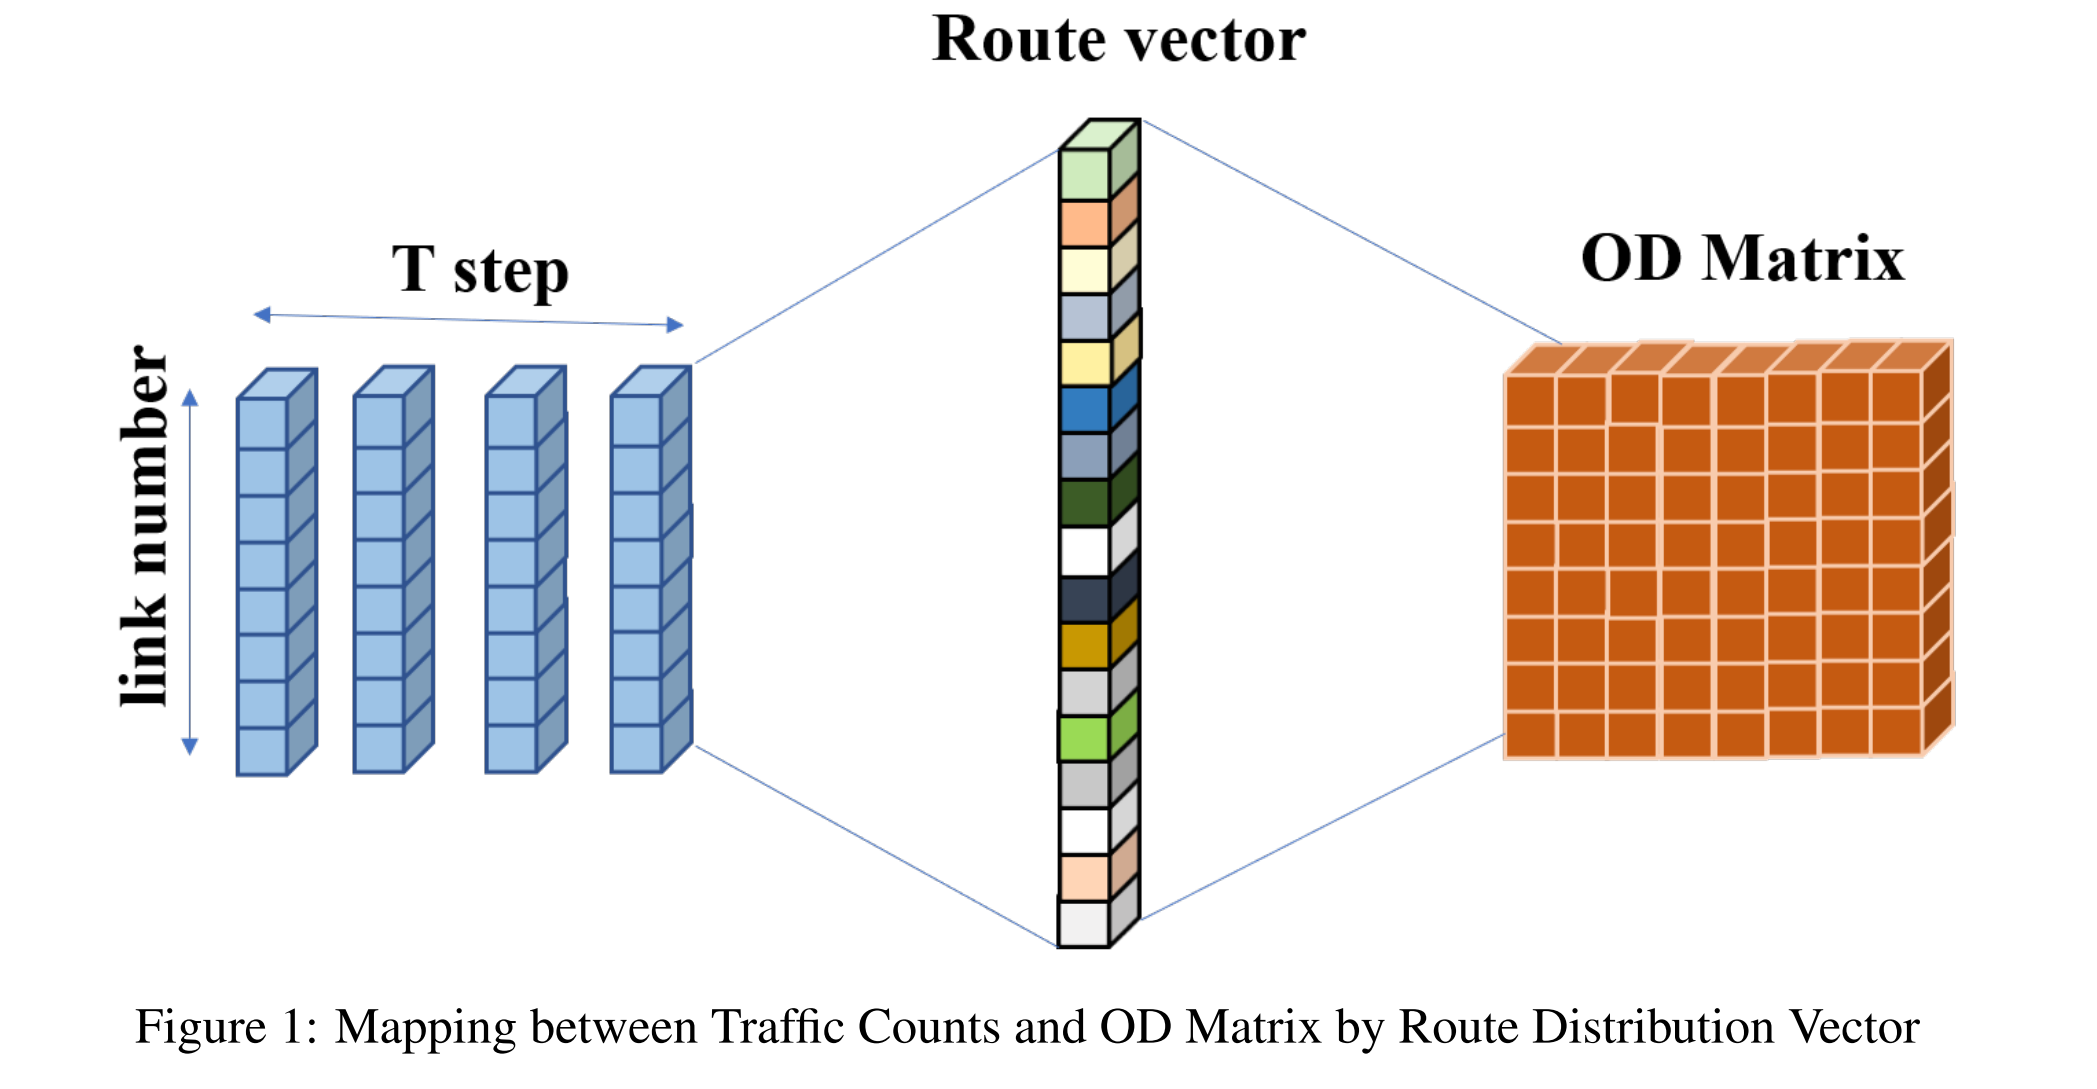 Route vector
T step
OD Matrix
link number
Figure 1: Mapping between Traffic Counts and OD Matrix by Route Distribution Vector